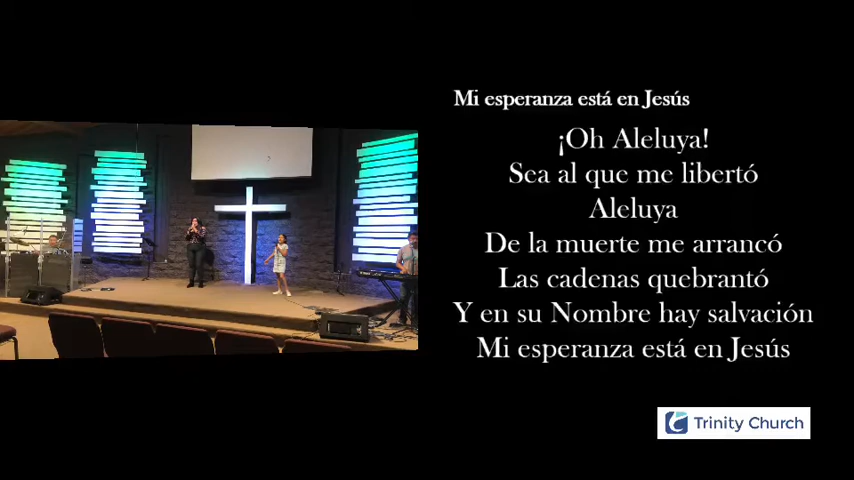 Mi esperanza está en Jesús
¡Oh Aleluya!
Sea al que me libertó
Aleluya
De la muerte me arrancó
Las cadenas quebrantó
Y en su Nombre hay salvación
Mi esperanza está en Jesús
Trinity Church